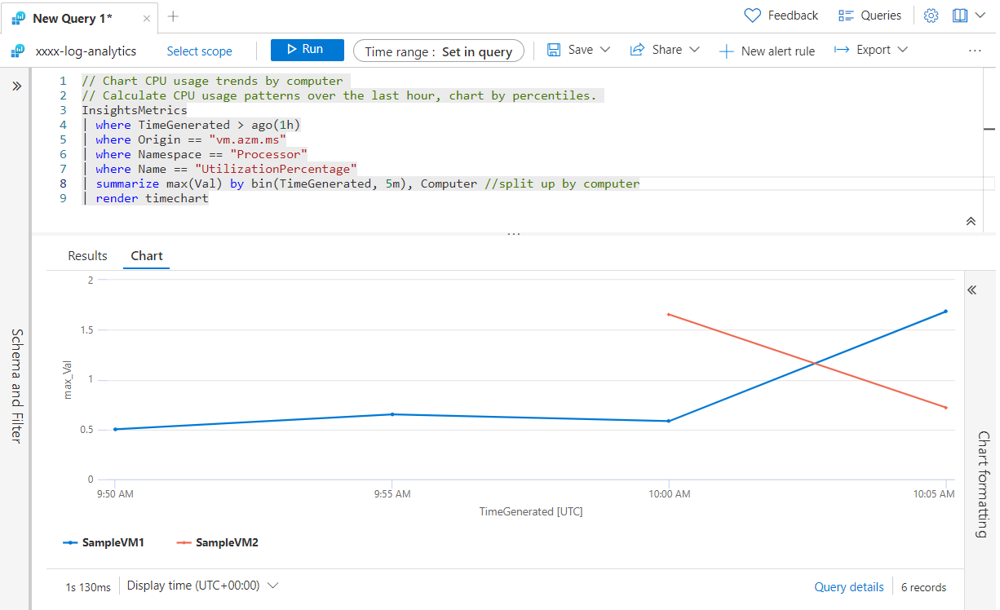 New Query 1*
Feedback
Queries
xxxx-log-analytics
Select scope
Run
Time range : Set in query
Save
Share
New alert rule
Export
1 // Chart CPU usage trends by computer
2 // Calculate CPU usage patterns over the last hour, chart by percentiles.
3 InsightsMetrics
4 | where TimeGenerated > ago(1h)
5 | where Origin == "vm.azm.ms"
6 | where Namespace == "Processor"
7 | where Name == "UtilizationPercentage"
8 | summarize max(Val) by bin(TimeGenerated, 5m), Computer //split up by computer
9 | render timechart
Schema and Filter
Results
Chart
2
1.5
1
0.5
0
max_Val
9:50 AM
9:55 AM
10:00 AM
10:05 AM
TimeGenerated [UTC]
SampleVM1
SampleVM2
Chart formatting
1s 130ms
Display time (UTC+00:00)
Query details
6 records